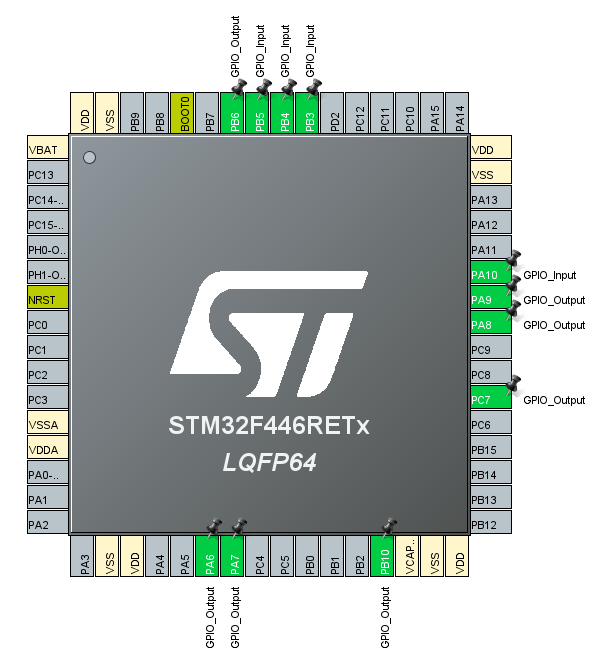 GPIO_Output
GPIO_Input
GPIO_Input
GPIO_Input
VDD
VSS
PB9
PB8
BOOT0
PB7
PB6
PB5
PB4
PB3
PD2
PC12
PC11
PC10
PA15
PA14
VBAT
PC13
PC14-..
PC15-..
PH0-O..
PH1-O..
NRST
PC0
PC1
PC2
PC3
VSSA
VDDA
PA0-..
PA1
PA2
VDD
VSS
PA13
PA12
PA11
PA10 GPIO_Input
PA9 GPIO_Output
PA8 GPIO_Output
PC9
PC8
PC7 GPIO_Output
PC6
PB15
PB14
PB13
PB12
ST
STM32F446RETx
LQFP64
PA3
VSS
VDD
PA4
PA5
PA6
PA7
PC4
PC5
PB0
PB1
PB2
PB10
VCAP..
VSS
VDD
GPIO_Output
GPIO_Output
GPIO_Output